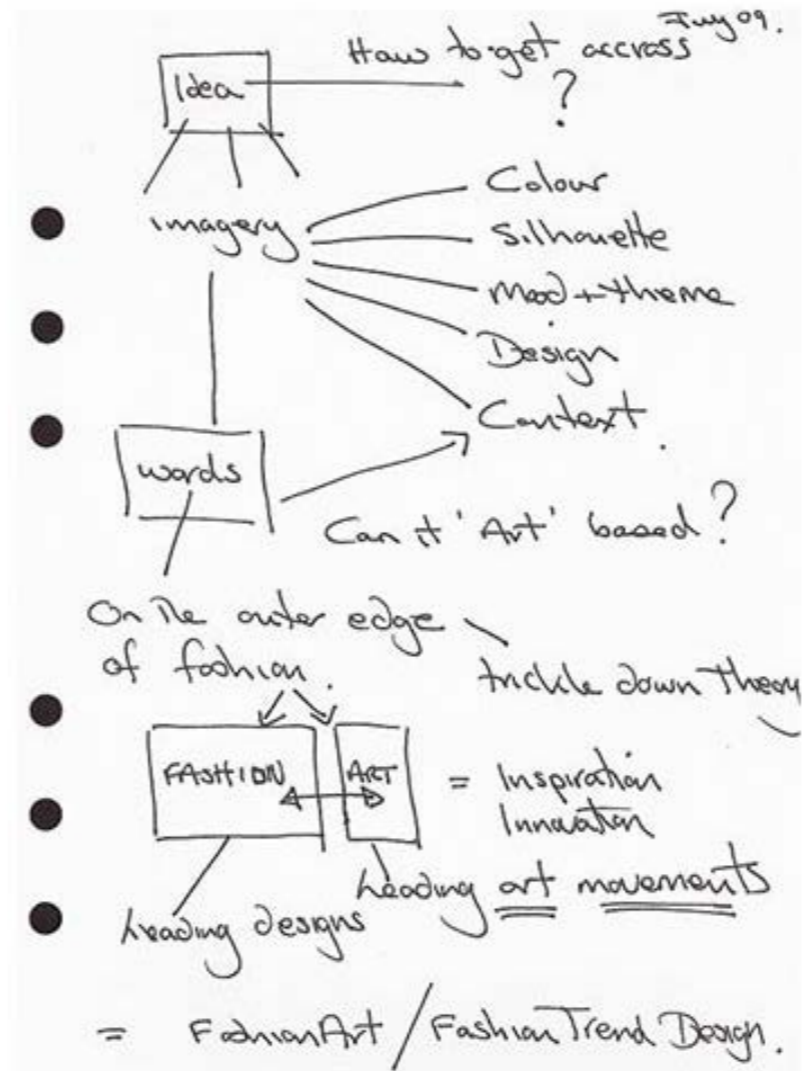 July 09.
How to get accross
Idea
?
imagery
Colour
Silhouette
Mood + theme
Design
Context.
words
Can it 'Art' based?
On the outer edge
of fashion.
trickle down theory
FASHION
ART
= Inspiration
Innovation
leading art movements
leading designs
= FashionArt / Fashion Trend Design.